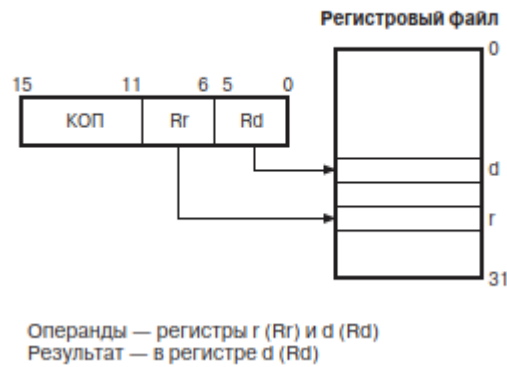 Регистровый файл
0
15 11 6 5 0
КОП Rr Rd
d
r
31
Операнды — регистры r (Rr) и d (Rd)
Результат — в регистре d (Rd)